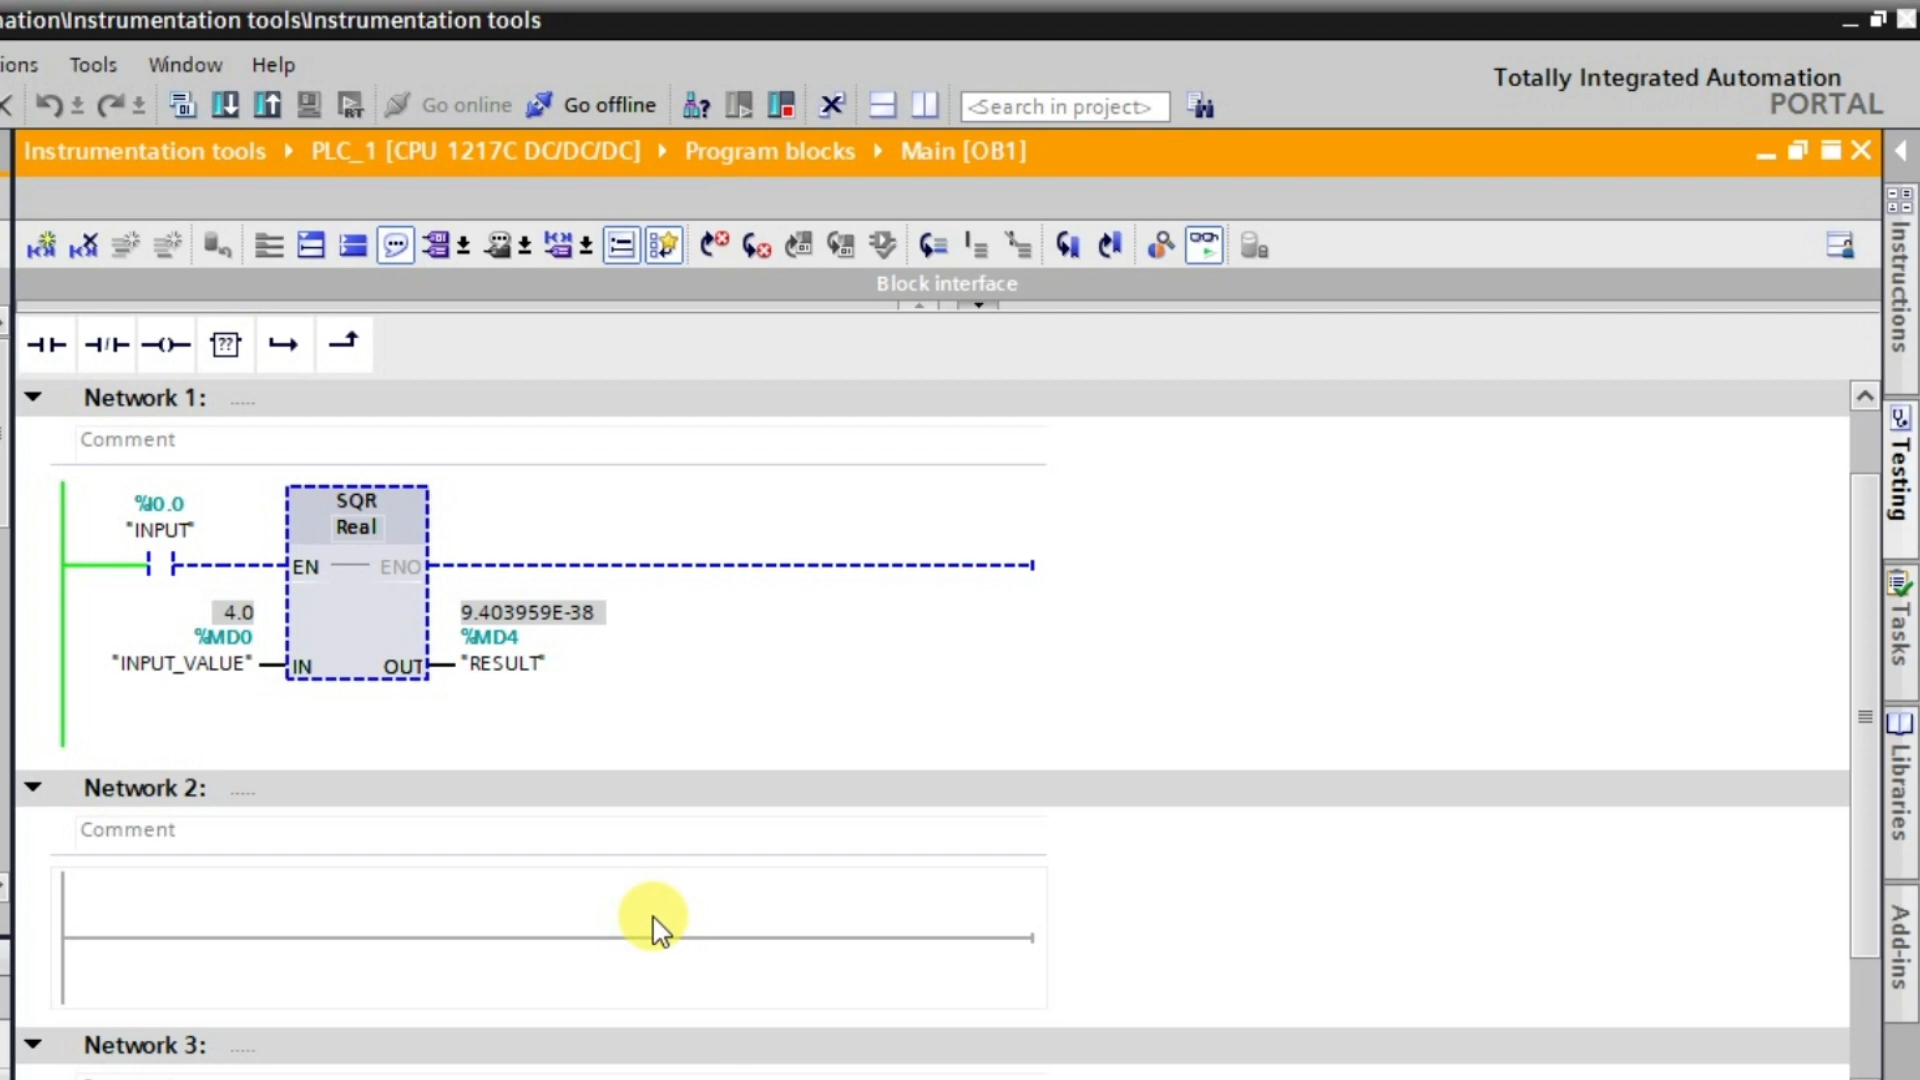 ation\Instrumentation tools\Instrumentation tools
ions Tools Window Help
Totally Integrated Automation
PORTAL
Go online Go offline <Search in project>
Instrumentation tools PLC_1 [CPU 1217C DC/DC/DC] Program blocks Main [OB1]
Block interface
??
Network 1: .....
Comment
%I0.0
"INPUT"
SQR
Real
EN ENO
4.0
%MD0
"INPUT_VALUE"
IN OUT
9.403959E-38
%MD4
"RESULT"
Network 2: .....
Comment
Network 3: .....
Instructions
Testing
Tasks
Libraries
Add-ins